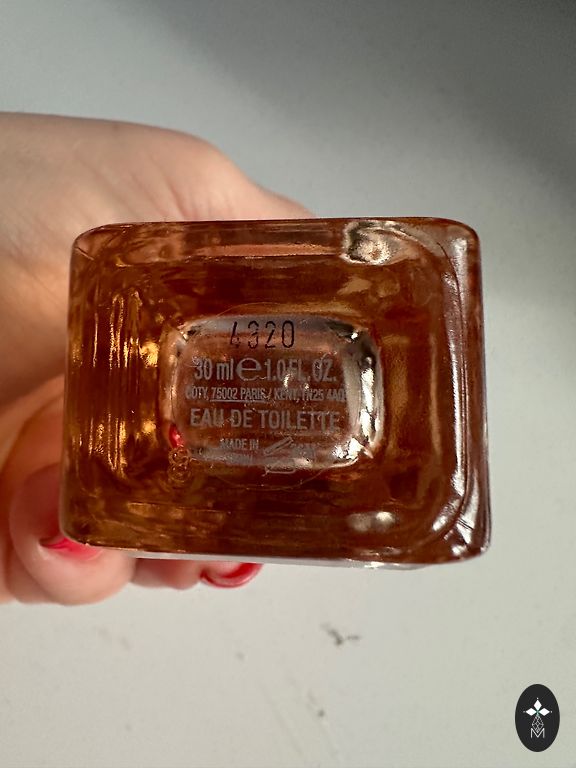 4320
30 ml e 1.0 FL.OZ.
COTY, 75002 PARIS / KENT, TN25 4AQ
EAU DE TOILETTE
MADE IN
M